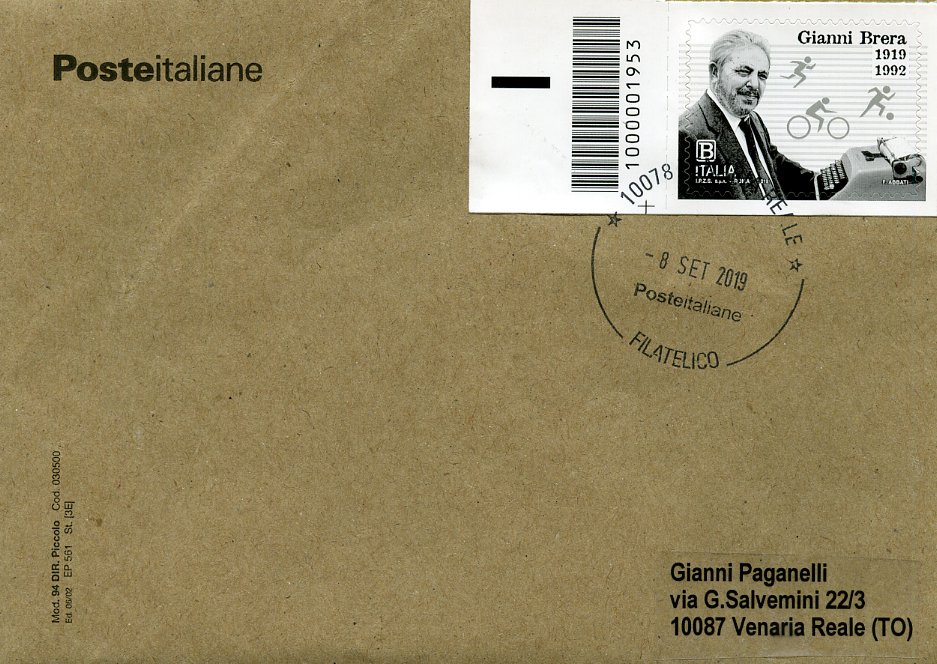 Posteitaliane
1000001953
Gianni Brera
1919
1992
B
ITALIA
10078
REALE
- 8 SET 2019
Posteitaliane
FILATELICO
Mod. 94 DIR. Piccolo Cod. 030500
Ed. 06/02 EP 561 St. [3E]
Gianni Paganelli
via G.Salvemini 22/3
10087 Venaria Reale (TO)